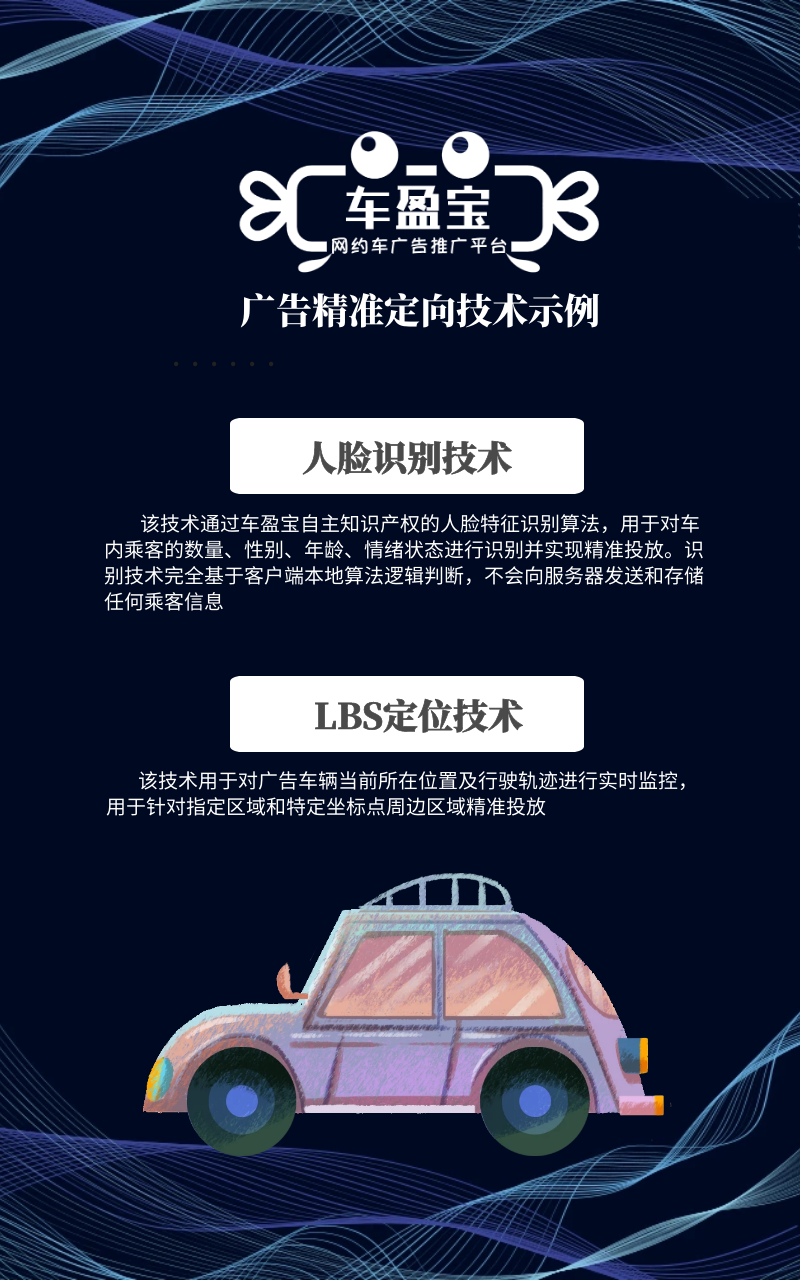 车盈宝
网约车广告推广平台
广告精准定向技术示例
人脸识别技术
该技术通过车盈宝自主知识产权的人脸特征识别算法，用于对车
内乘客的数量、性别、年龄、情绪状态进行识别并实现精准投放。识
别技术完全基于客户端本地算法逻辑判断，不会向服务器发送和存储
任何乘客信息
LBS定位技术
该技术用于对广告车辆当前所在位置及行驶轨迹进行实时监控，
用于针对指定区域和特定坐标点周边区域精准投放